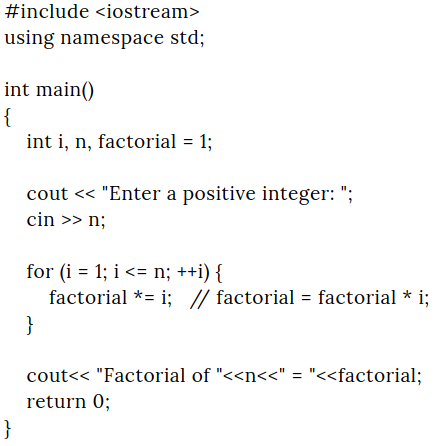 #include <iostream>
using namespace std;
int main()
{
int i, n, factorial = 1;
cout << "Enter a positive integer: ";
cin >> n;
for (i = 1; i <= n; ++i) {
factorial *= i; // factorial = factorial * i;
}
cout<< "Factorial of "<<n<<" = "<<factorial;
return 0;
}